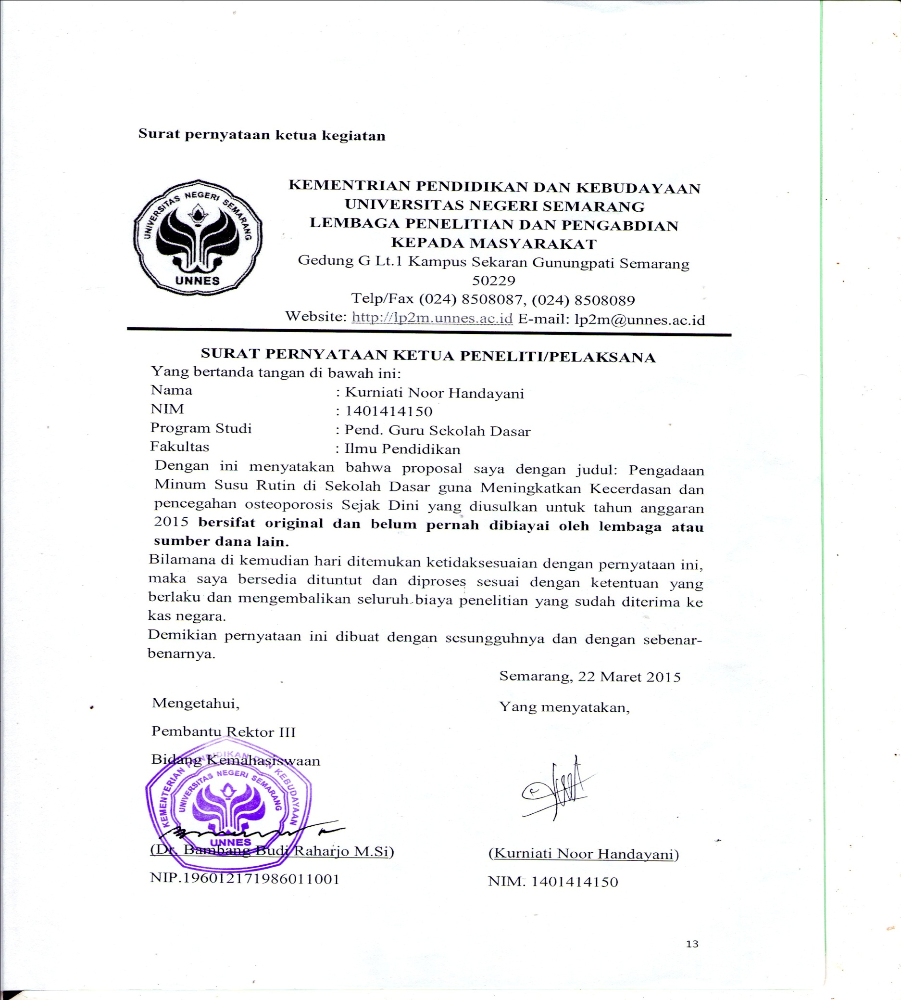 Surat pernyataan ketua kegiatan
UNIVERSITAS NEGERI SEMARANG
UNNES
KEMENTRIAN PENDIDIKAN DAN KEBUDAYAAN
UNIVERSITAS NEGERI SEMARANG
LEMBAGA PENELITIAN DAN PENGABDIAN
KEPADA MASYARAKAT
Gedung G Lt.1 Kampus Sekaran Gunungpati Semarang
50229
Telp/Fax (024) 8508087, (024) 8508089
Website: http://lp2m.unnes.ac.id E-mail: lp2m@unnes.ac.id
SURAT PERNYATAAN KETUA PENELITI/PELAKSANA
Yang bertanda tangan di bawah ini:
Nama : Kurniati Noor Handayani
NIM : 1401414150
Program Studi : Pend. Guru Sekolah Dasar
Fakultas : Ilmu Pendidikan
Dengan ini menyatakan bahwa proposal saya dengan judul: Pengadaan
Minum Susu Rutin di Sekolah Dasar guna Meningkatkan Kecerdasan dan
pencegahan osteoporosis Sejak Dini yang diusulkan untuk tahun anggaran
2015 bersifat original dan belum pernah dibiayai oleh lembaga atau
sumber dana lain.
Bilamana di kemudian hari ditemukan ketidaksesuaian dengan pernyataan ini,
maka saya bersedia dituntut dan diproses sesuai dengan ketentuan yang
berlaku dan mengembalikan seluruh biaya penelitian yang sudah diterima ke
kas negara.
Demikian pernyataan ini dibuat dengan sesungguhnya dan dengan sebenar-
benarnya.
Semarang, 22 Maret 2015
Mengetahui,
Yang menyatakan,
Pembantu Rektor III
Bidang Kemahasiswaan
KEMENTERIAN PENDIDIKAN DAN KEBUDAYAAN
UNIVERSITAS NEGERI SEMARANG
UNNES
(Dr. Bambang Budi Raharjo M.Si)
(Kurniati Noor Handayani)
NIP.196012171986011001
NIM. 1401414150
13